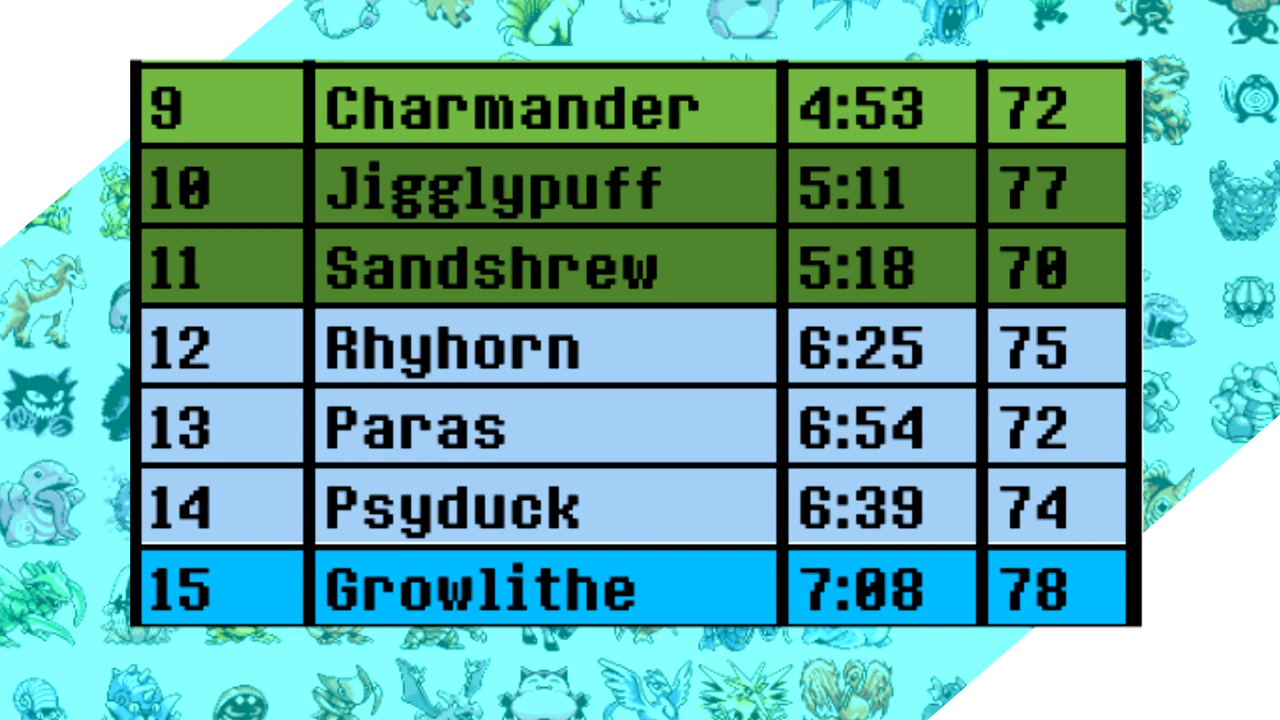 9 Charmander 4:53 72
10 Jigglypuff 5:11 77
11 Sandshrew 5:18 70
12 Rhyhorn 6:25 75
13 Paras 6:54 72
14 Psyduck 6:39 74
15 Growlithe 7:08 78